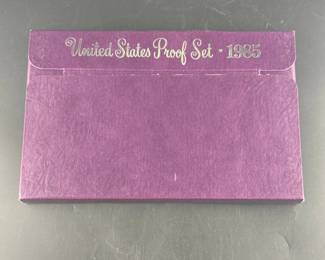 United States Proof Set • 1985